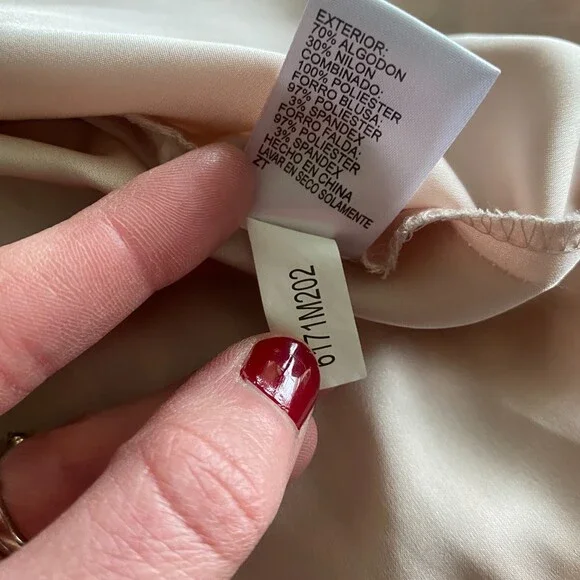 EXTERIOR:
70% ALGODON
30% NILON
COMBINADO:
100% POLIESTER
FORRO BLUSA:
97% POLIESTER
3% SPANDEX
FORRO FALDA:
97% POLIESTER
3% SPANDEX
HECHO EN CHINA
LAVAR EN SECO SOLAMENTE
ZT
6171M202